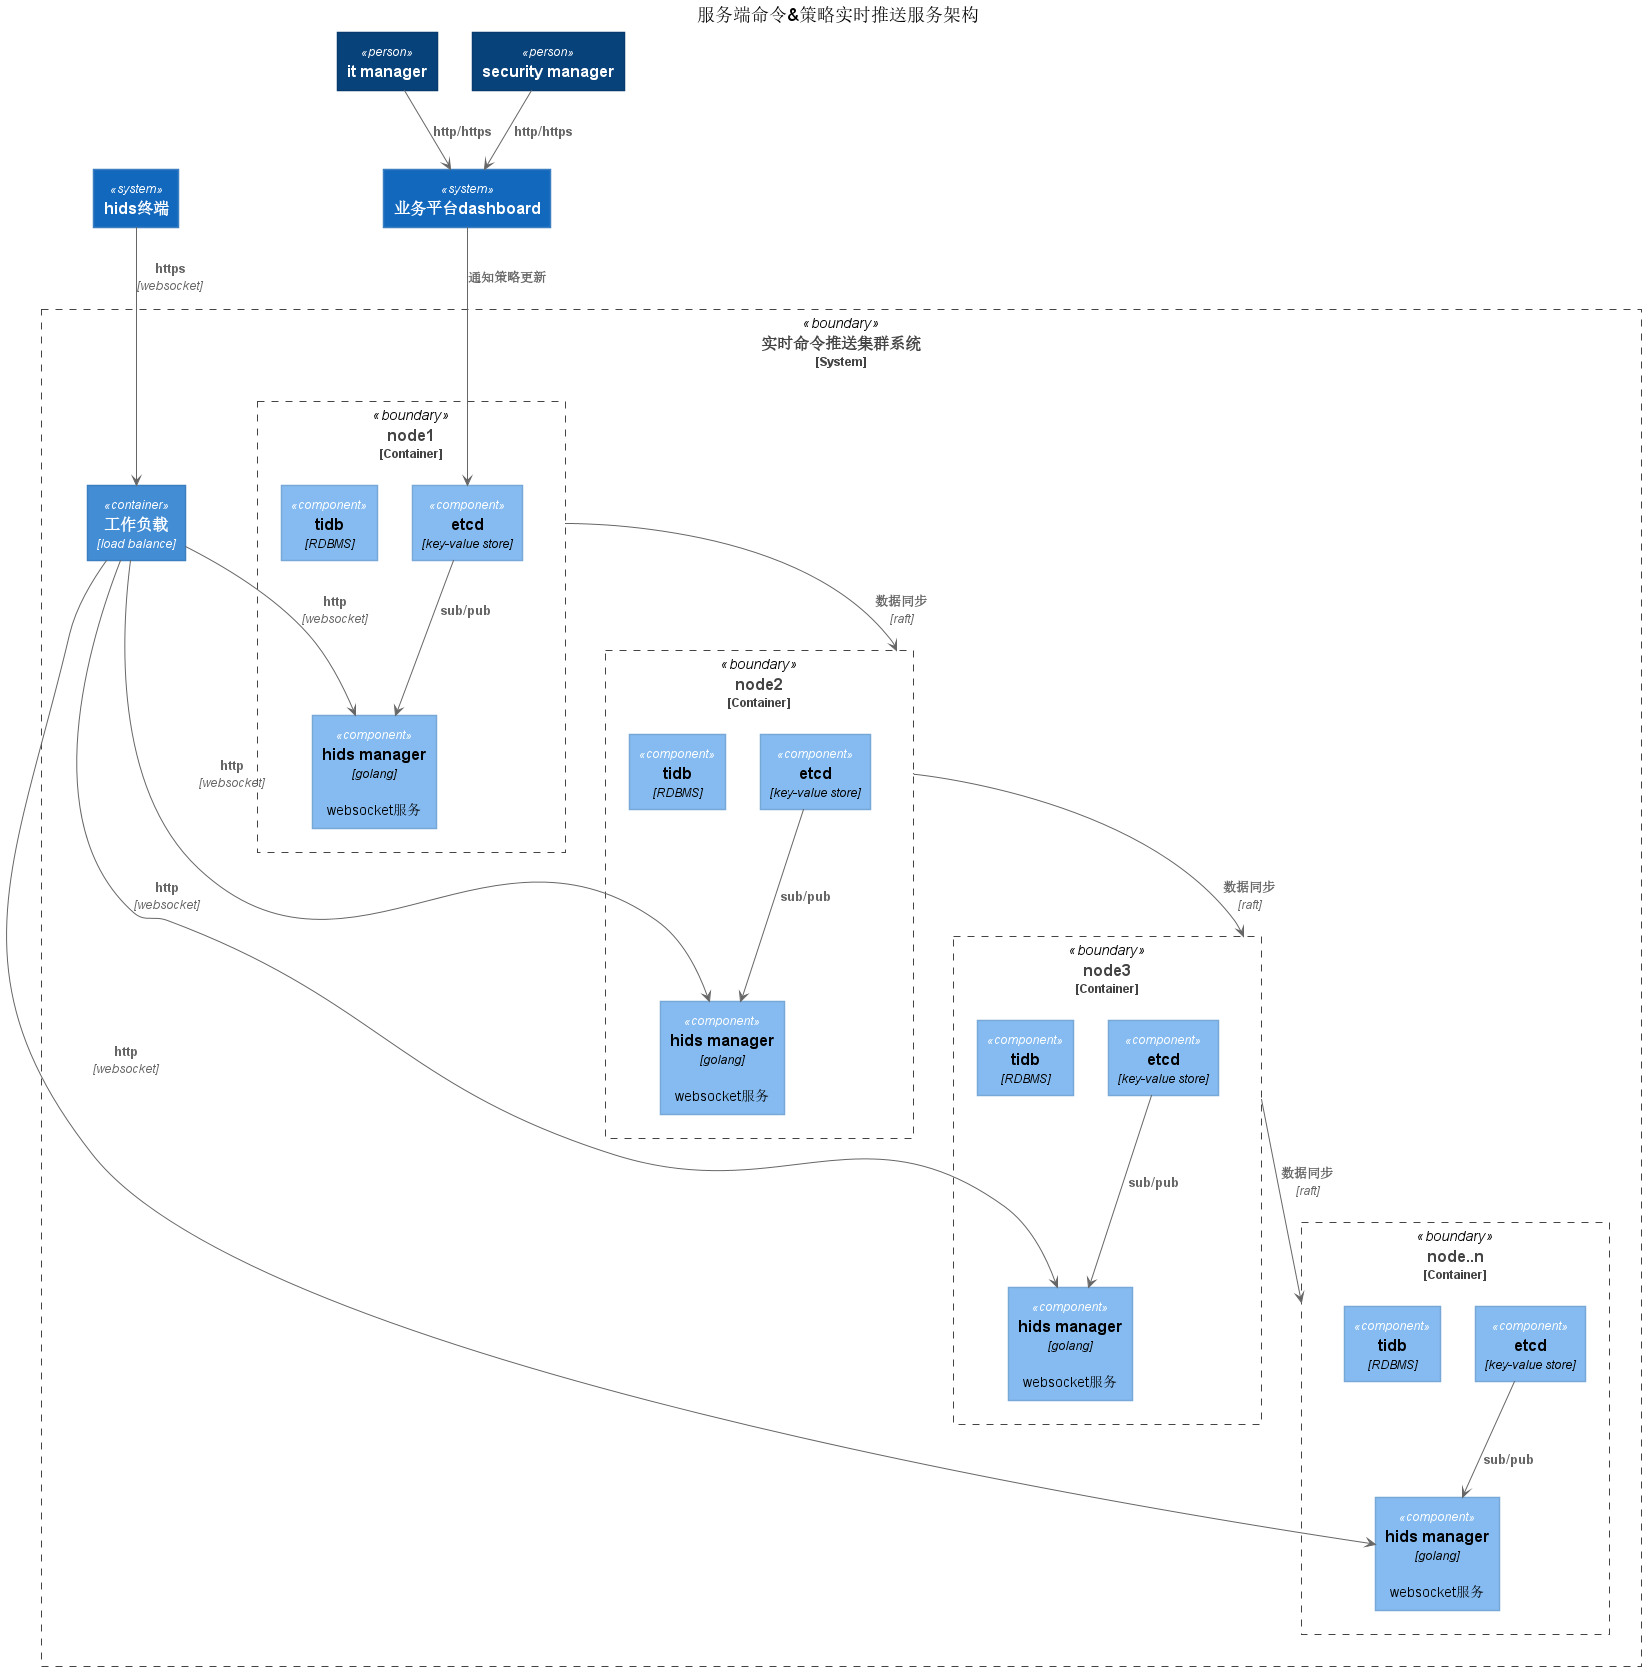 服务端命令&策略实时推送服务架构
«person»
it manager
«person»
security manager
http/https
http/https
«system»
hids终端
«system»
业务平台dashboard
https
[websocket]
通知策略更新
«boundary»
实时命令推送集群系统
[System]
«boundary»
node1
[Container]
«container»
工作负载
[load balance]
«component»
tidb
[RDBMS]
«component»
etcd
[key-value store]
http
[websocket]
sub/pub
数据同步
[raft]
«component»
hids manager
[golang]
websocket服务
«boundary»
node2
[Container]
«component»
tidb
[RDBMS]
«component»
etcd
[key-value store]
http
[websocket]
http
[websocket]
sub/pub
数据同步
[raft]
«component»
hids manager
[golang]
websocket服务
«boundary»
node3
[Container]
«component»
tidb
[RDBMS]
«component»
etcd
[key-value store]
http
[websocket]
sub/pub
数据同步
[raft]
«component»
hids manager
[golang]
websocket服务
«boundary»
node..n
[Container]
«component»
tidb
[RDBMS]
«component»
etcd
[key-value store]
sub/pub
«component»
hids manager
[golang]
websocket服务